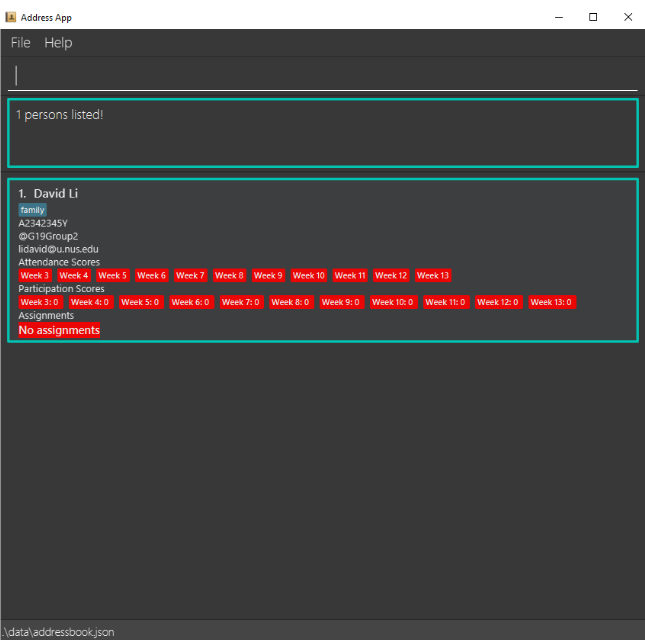 Address App
File Help
1 persons listed!
1. David Li
family
A2342345Y
@G19Group2
lidavid@u.nus.edu
Attendance Scores
Week 3 Week 4 Week 5 Week 6 Week 7 Week 8 Week 9 Week 10 Week 11 Week 12 Week 13
Participation Scores
Week 3: 0 Week 4: 0 Week 5: 0 Week 6: 0 Week 7: 0 Week 8: 0 Week 9: 0 Week 10: 0 Week 11: 0 Week 12: 0 Week 13: 0
Assignments
No assignments
.\data\addressbook.json